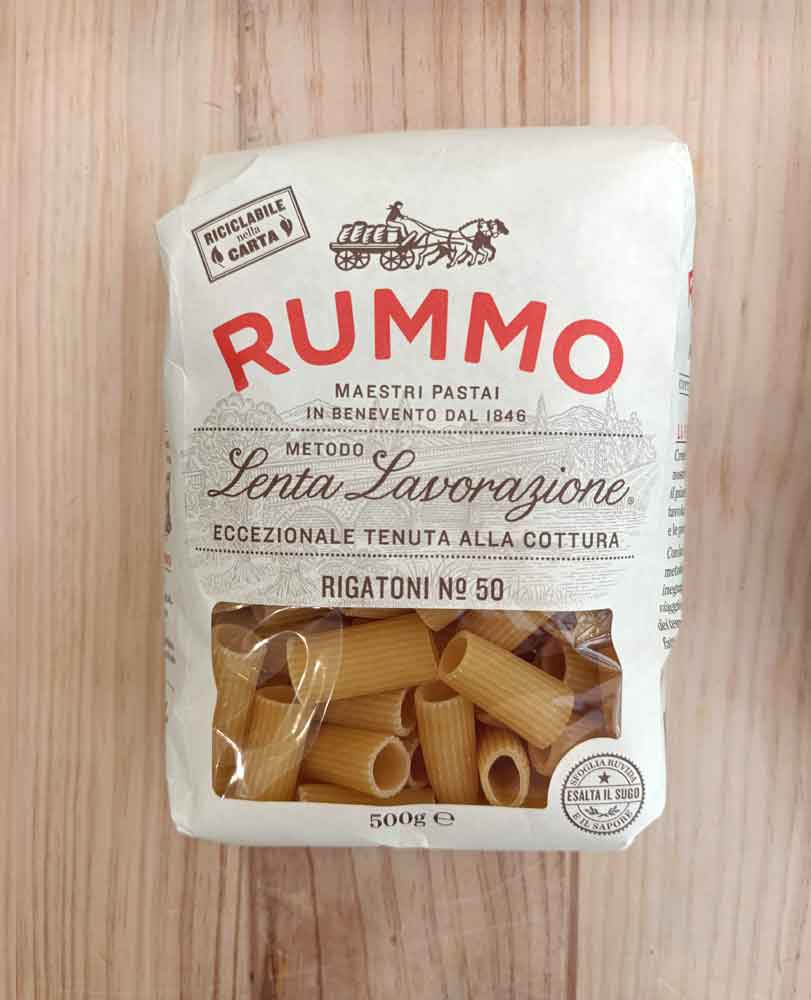 RICICLABILE
nella
CARTA
RUMMO
MAESTRI PASTAI
IN BENEVENTO DAL 1846
METODO
Lenta Lavorazione®
ECCEZIONALE TENUTA ALLA COTTURA
RIGATONI Nº 50
500g ℮
SFOGLIA RUVIDA
ESALTA IL SUGO
E IL SAPORE